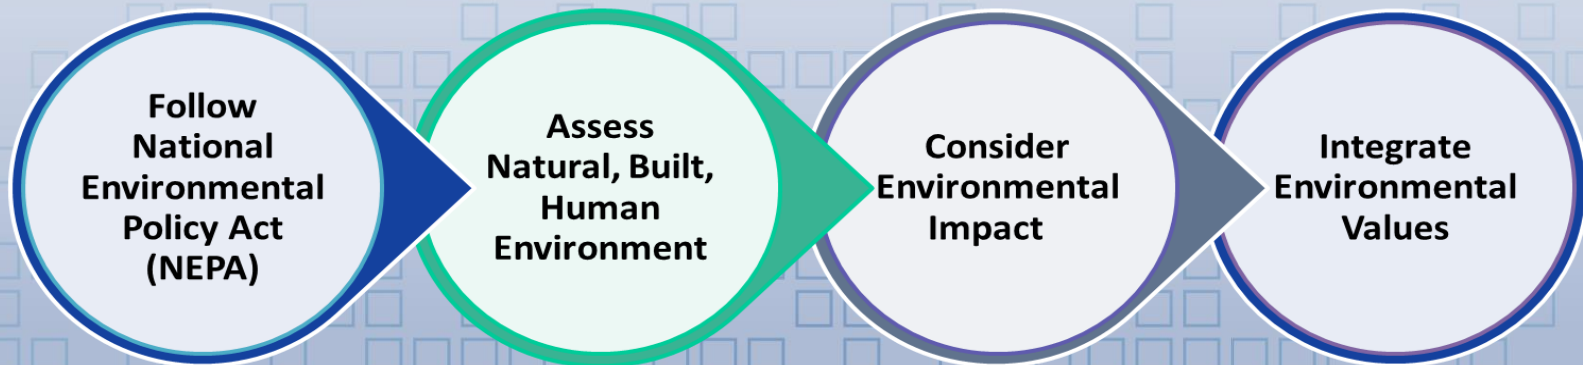 Follow
National
Environmental
Policy Act
(NEPA)
Assess
Natural, Built,
Human
Environment
Consider
Environmental
Impact
Integrate
Environmental
Values